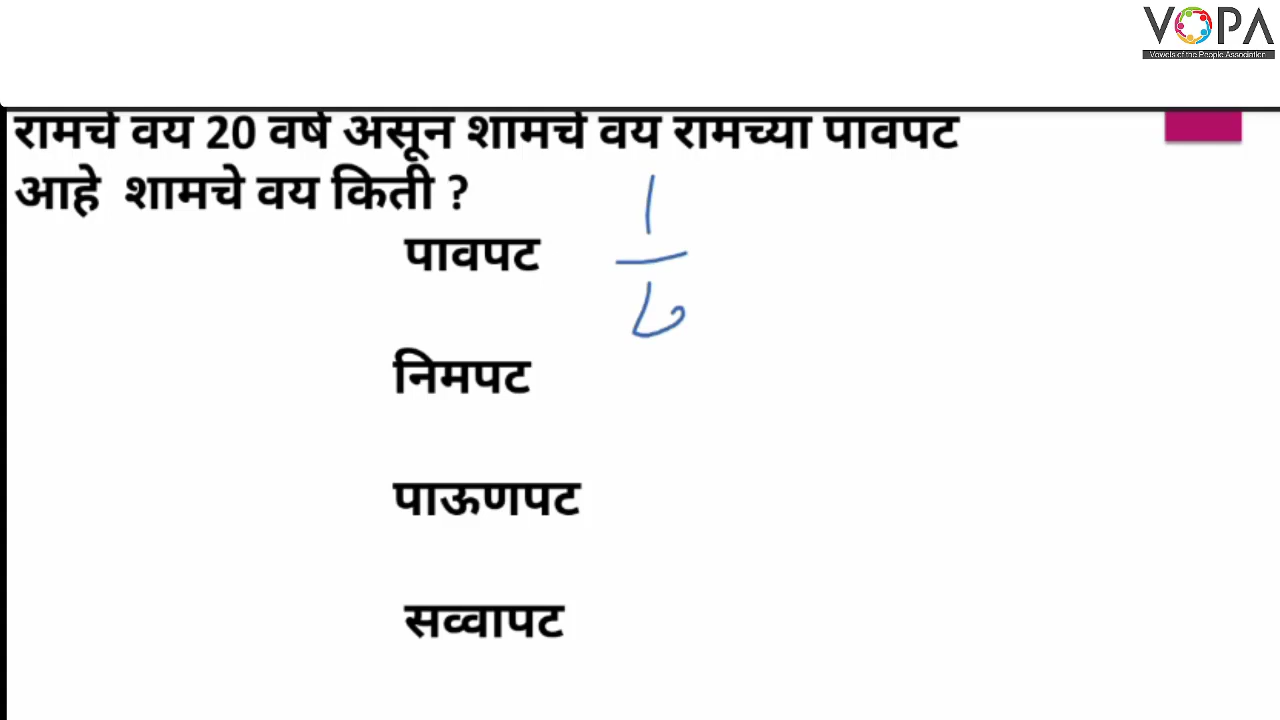 VOPA
Vowels of the People Association
रामचे वय 20 वर्षे असून शामचे वय रामच्या पावपट
आहे शामचे वय किती ?
1
पावपट
निमपट
पाऊणपट
सव्वापट